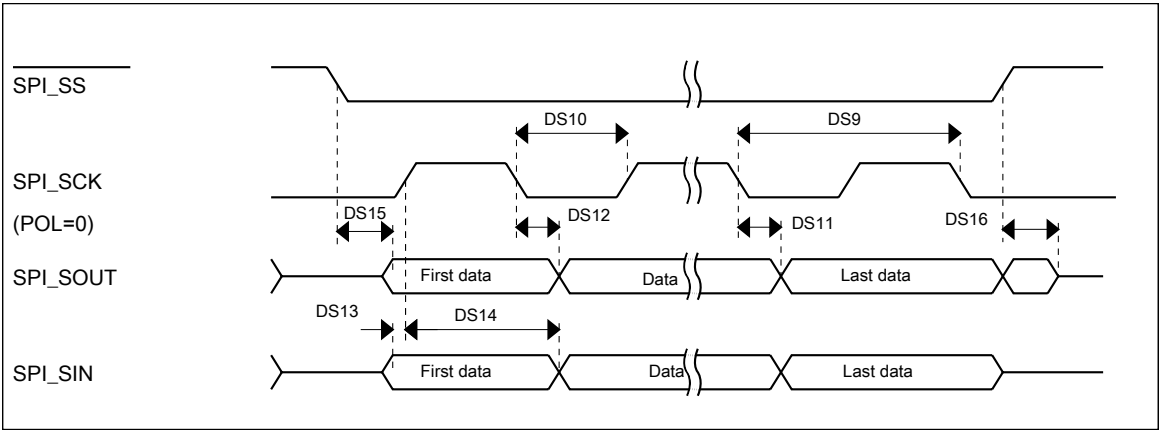 SPI_SS
DS10
DS9
SPI_SCK
(POL=0)
DS15
DS12
DS11
DS16
SPI_SOUT
First data
Data
Last data
DS13
DS14
SPI_SIN
First data
Data
Last data